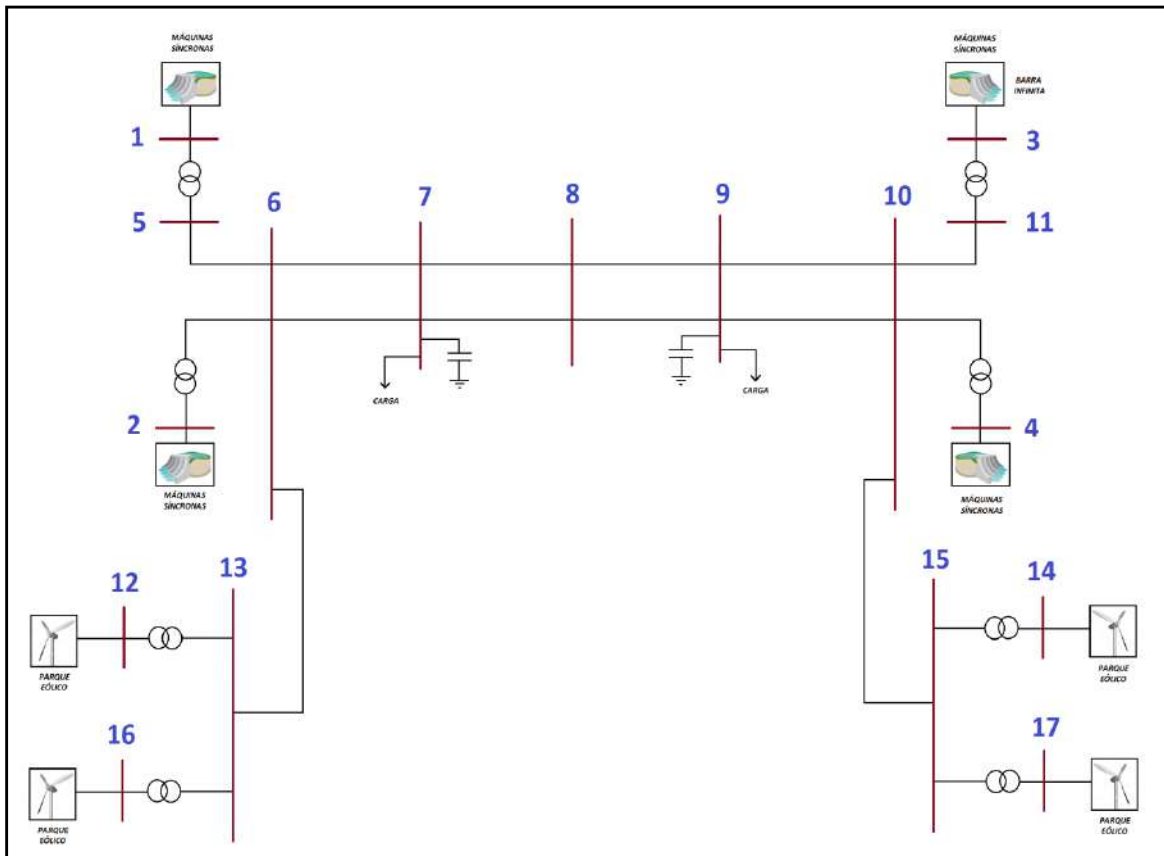 MÁQUINAS
SÍNCRONAS
MÁQUINAS
SÍNCRONAS
BARRA
INFINITA
1
3
5
6
7
8
9
10
11
CARGA
CARGA
2
4
MÁQUINAS
SÍNCRONAS
MÁQUINAS
SÍNCRONAS
12
13
15
14
PARQUE
EÓLICO
PARQUE
EÓLICO
16
17
PARQUE
EÓLICO
PARQUE
EÓLICO